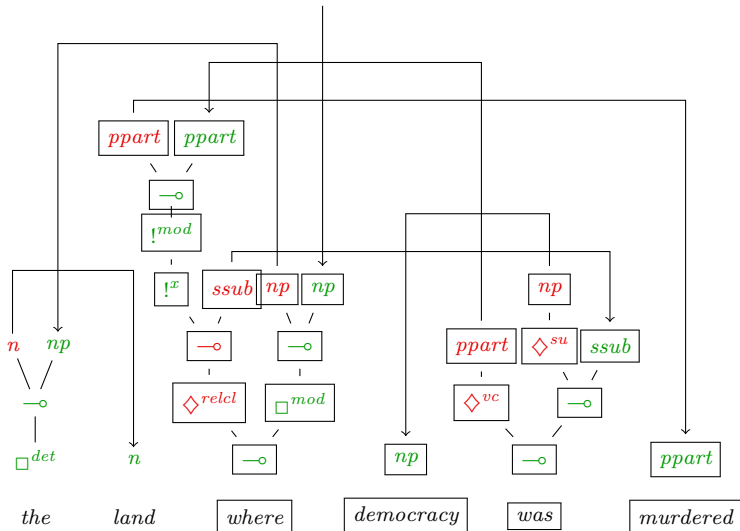 ppart ppart
⊸
!^mod
!^x ssub np np np
n np ⊸ ⊸ ppart ◇^su ssub
⊸ ◇^relcl □^mod ◇^vc ⊸
□^det n ⊸ np ⊸ ppart
the land where democracy was murdered